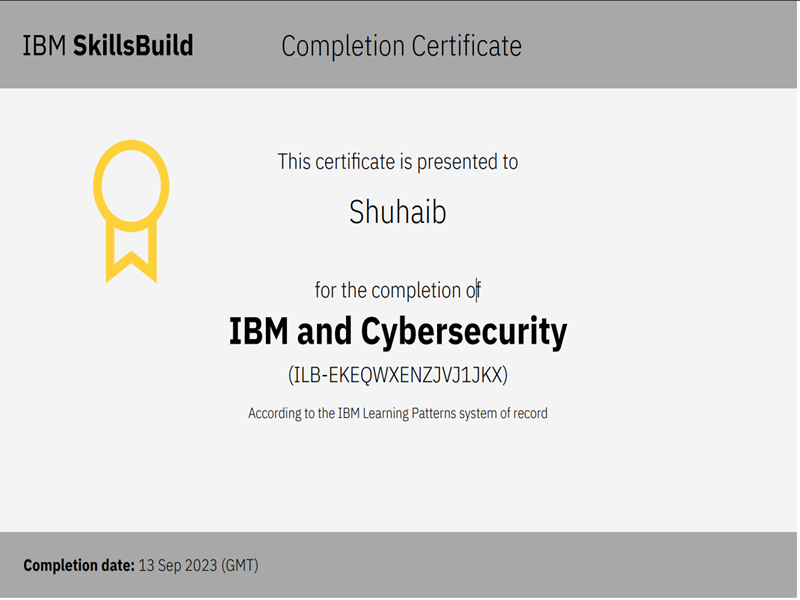 IBM SkillsBuild Completion Certificate
This certificate is presented to
Shuhaib
for the completion of
IBM and Cybersecurity
(ILB-EKEQWXENZJVJ1JKX)
According to the IBM Learning Patterns system of record
Completion date: 13 Sep 2023 (GMT)